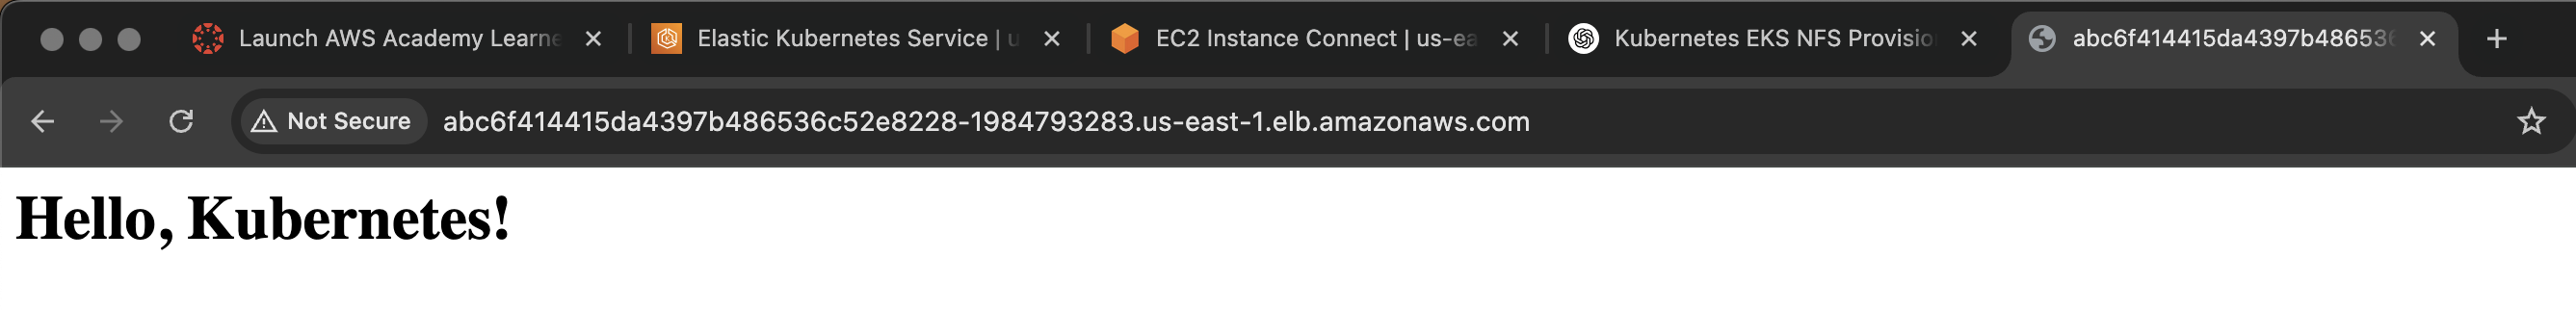 Launch AWS Academy Learne
Elastic Kubernetes Service | u
EC2 Instance Connect | us-ea
Kubernetes EKS NFS Provisio
abc6f414415da4397b486536
Not Secure
abc6f414415da4397b486536c52e8228-1984793283.us-east-1.elb.amazonaws.com
Hello, Kubernetes!